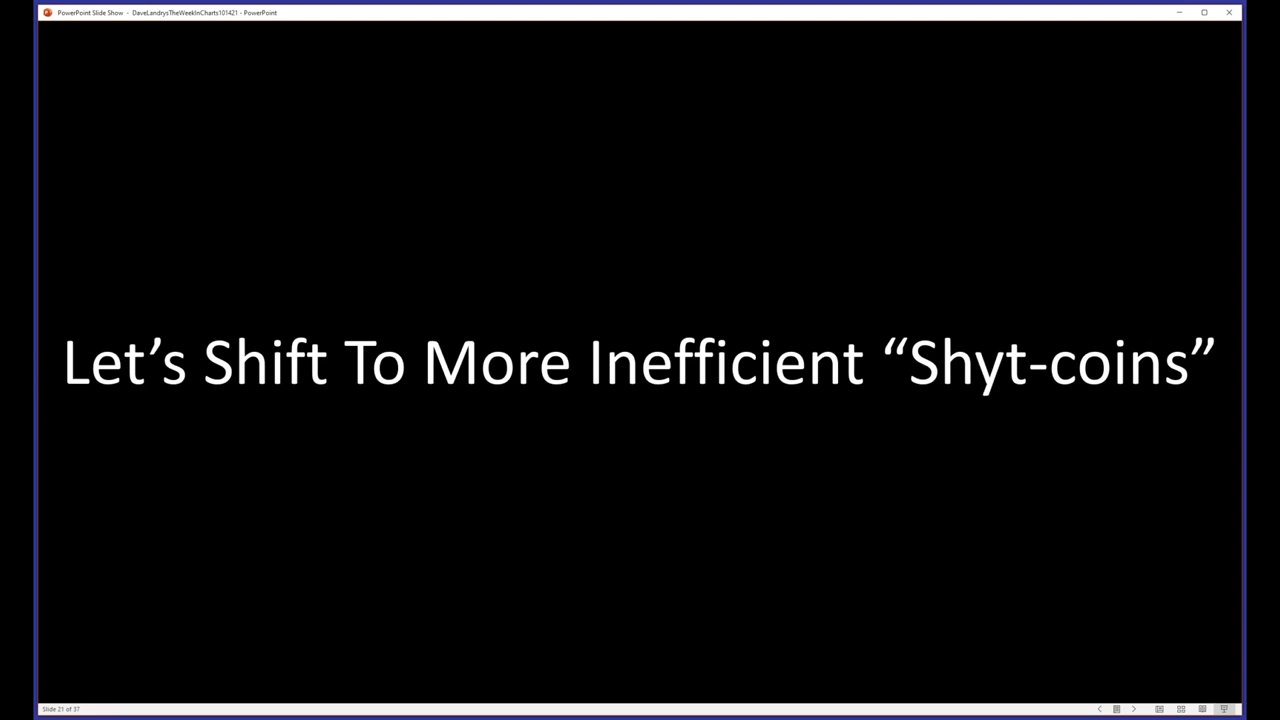 PowerPoint Slide Show - DaveLandrysTheWeekInCharts101421 - PowerPoint
Let’s Shift To More Inefficient “Shyt-coins”
Slide 21 of 37